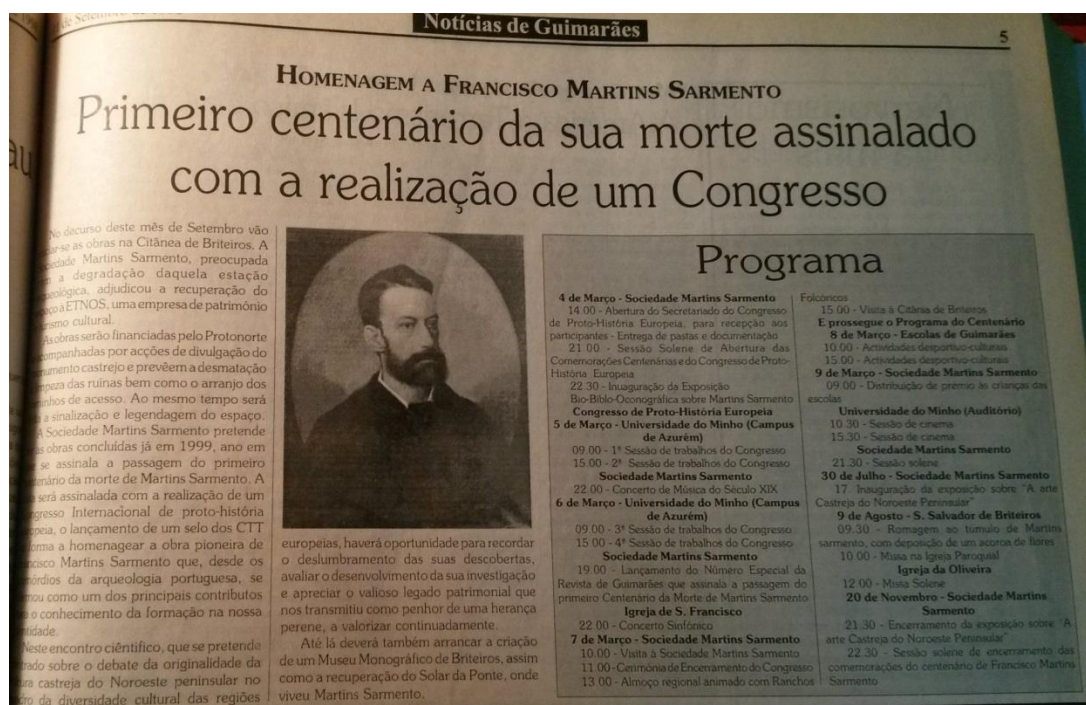 de Setembro
Notícias de Guimarães
5
HOMENAGEM A FRANCISCO MARTINS SARMENTO
Primeiro centenário da sua morte assinalado
com a realização de um Congresso
No decurso deste mês de Setembro vão
as obras na Citânea de Briteiros. A
Martins Sarmento, preocupada
a degradação daquela estação
adjudicou a recuperação do
à ETNOS, uma empresa de património
cultural.
As obras serão financiadas pelo Protonorte
por acções de divulgação do
castrejo e prevêem a desmatação
das ruínas bem como o arranjo dos
de acesso. Ao mesmo tempo será
a sinalização e legendagem do espaço.
A Sociedade Martins Sarmento pretende
as obras concluídas já em 1999, ano em
se assinala a passagem do primeiro
da morte de Martins Sarmento. A
será assinalada com a realização de um
Internacional de proto-história
o lançamento de um selo dos CTT
a homenagear a obra pioneira de
Martins Sarmento que, desde os
da arqueologia portuguesa, se
como um dos principais contributos
o conhecimento da formação na nossa
Neste encontro científico, que se pretende
sobre o debate da originalidade da
castreja do Noroeste peninsular no
da diversidade cultural das regiões
europeias, haverá oportunidade para recordar
o deslumbramento das suas descobertas,
avaliar o desenvolvimento da sua investigação
e apreciar o valioso legado patrimonial que
nos transmitiu como penhor de uma herança
perene, a valorizar continuadamente.
Até lá deverá também arrancar a criação
de um Museu Monográfico de Briteiros, assim
como a recuperação do Solar da Ponte, onde
viveu Martins Sarmento.
Programa
4 de Março - Sociedade Martins Sarmento
14 00 - Abertura do Secretariado do Congresso
de Proto-História Europeia, para recepção aos
participantes - Entrega de pastas e documentação
21 00 - Sessão Solene de Abertura das
Comemorações Centenárias e do Congresso de Proto-
História Europeia
22.30 - Inuaguração da Exposição
Bio-Biblo-Oconográfica sobre Martins Sarmento
Congresso de Proto-História Europeia
5 de Março - Universidade do Minho (Campus
de Azurém)
09.00 - 1ª Sessão de trabalhos do Congresso
15.00 - 2ª Sessão de trabalhos do Congresso
Sociedade Martins Sarmento
22.00 - Concerto de Música do Século XIX
6 de Março - Universidade do Minho (Campus
de Azurém)
09 00 - 3ª Sessão de trabalhos do Congresso
15 00 - 4ª Sessão de trabalhos do Congresso
Sociedade Martins Sarmento
19 00 - Lançamento do Número Especial da
Revista de Guimarães que assinala a passagem do
primeiro Centenário da Morte de Martins Sarmento
Igreja de S. Francisco
22.00 - Concerto Sinfónico
7 de Março - Sociedade Martins Sarmento
10.00 - Visita à Sociedade Martins Sarmento
11.00 - Cerimónia de Encerramento do Congresso
13.00 - Almoço regional animado com Ranchos
Folcóricos
15.00 - Visita à Citânia de Briteiros
E prossegue o Programa do Centenário
8 de Março - Escolas de Guimarães
10.00 - Actividades desportivo-culturais
15.00 - Actividades desportivo-culturais
9 de Março - Sociedade Martins Sarmento
09.00 - Distribuição de prémio às crianças das
escolas
Universidade do Minho (Auditório)
10.30 - Sessão de cinema
15.30 - Sessão de cinema
Sociedade Martins Sarmento
21.30 - Sessão solene
30 de Julho - Sociedade Martins Sarmento
17. Inauguração da exposição sobre "A arte
Castreja do Noroeste Peninsular"
9 de Agosto - S. Salvador de Briteiros
09.30 - Romagem ao túmulo de Martins
sarmento, com deposição de um acoroa de flores
10.00 - Missa na Igreja Paroquial
Igreja da Oliveira
12 00 - Missa Solene
20 de Novembro - Sociedade Martins
Sarmento
21.30 - Encerramento da exposição sobre "A
arte Castreja do Noroeste Peninsular"
22.30 - Sessão solene de encerramento das
comemorações do centenário de Francisco Martins
Sarmento